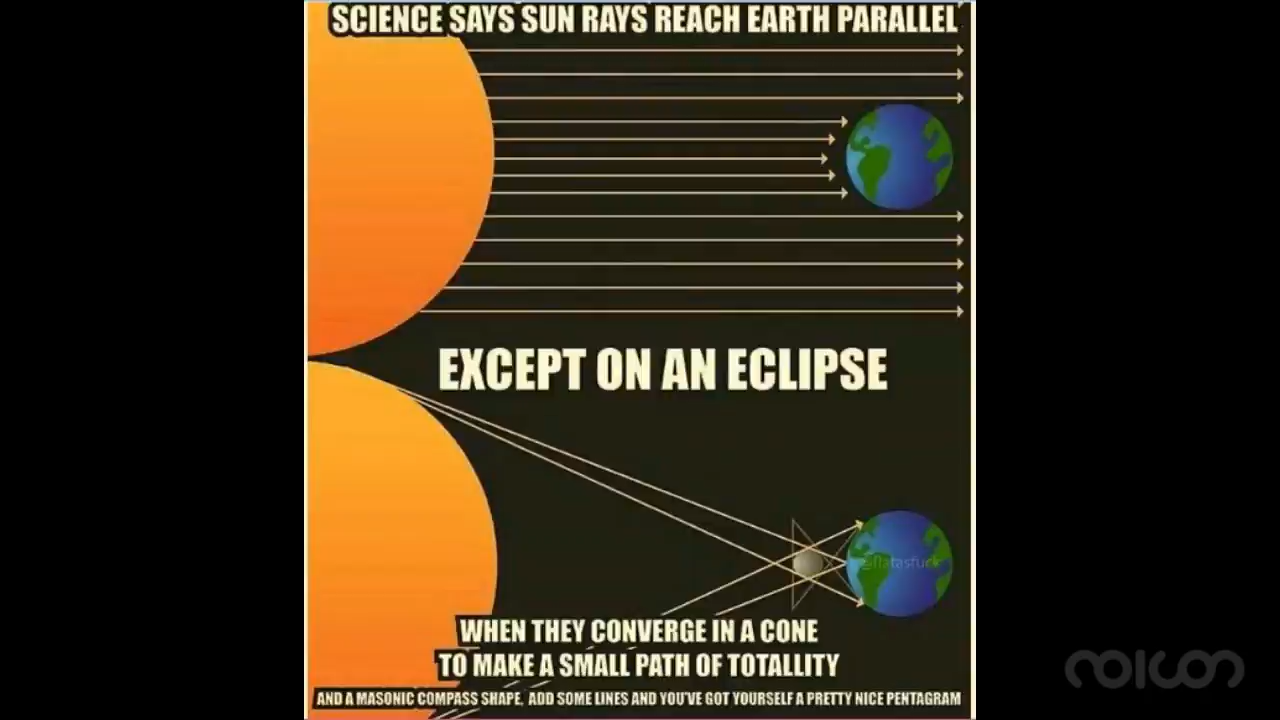 SCIENCE SAYS SUN RAYS REACH EARTH PARALLEL
EXCEPT ON AN ECLIPSE
@flatasfuck
WHEN THEY CONVERGE IN A CONE
TO MAKE A SMALL PATH OF TOTALLITY
AND A MASONIC COMPASS SHAPE, ADD SOME LINES AND YOU'VE GOT YOURSELF A PRETTY NICE PENTAGRAM